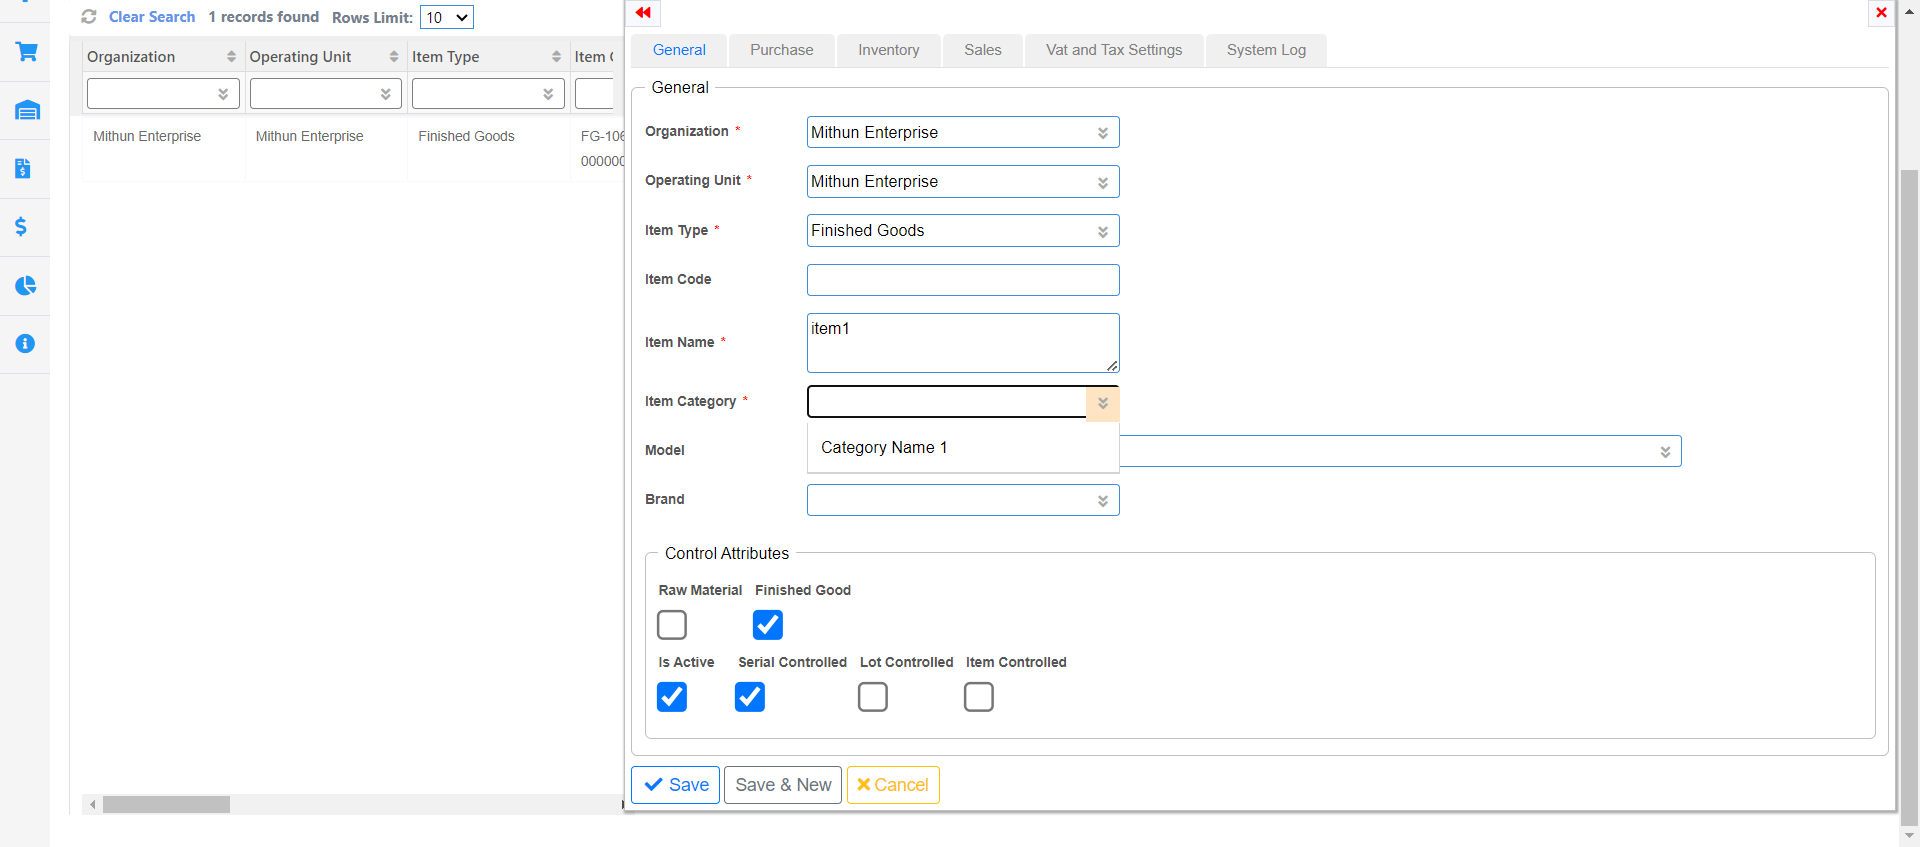 Clear Search 1 records found Rows Limit: 10
Organization Operating Unit Item Type Item
Mithun Enterprise Mithun Enterprise Finished Goods FG-106
000000
General Purchase Inventory Sales Vat and Tax Settings System Log
General
Organization * Mithun Enterprise
Operating Unit * Mithun Enterprise
Item Type * Finished Goods
Item Code
Item Name * item1
Item Category *
Category Name 1
Model
Brand
Control Attributes
Raw Material Finished Good
Is Active Serial Controlled Lot Controlled Item Controlled
Save Save & New Cancel